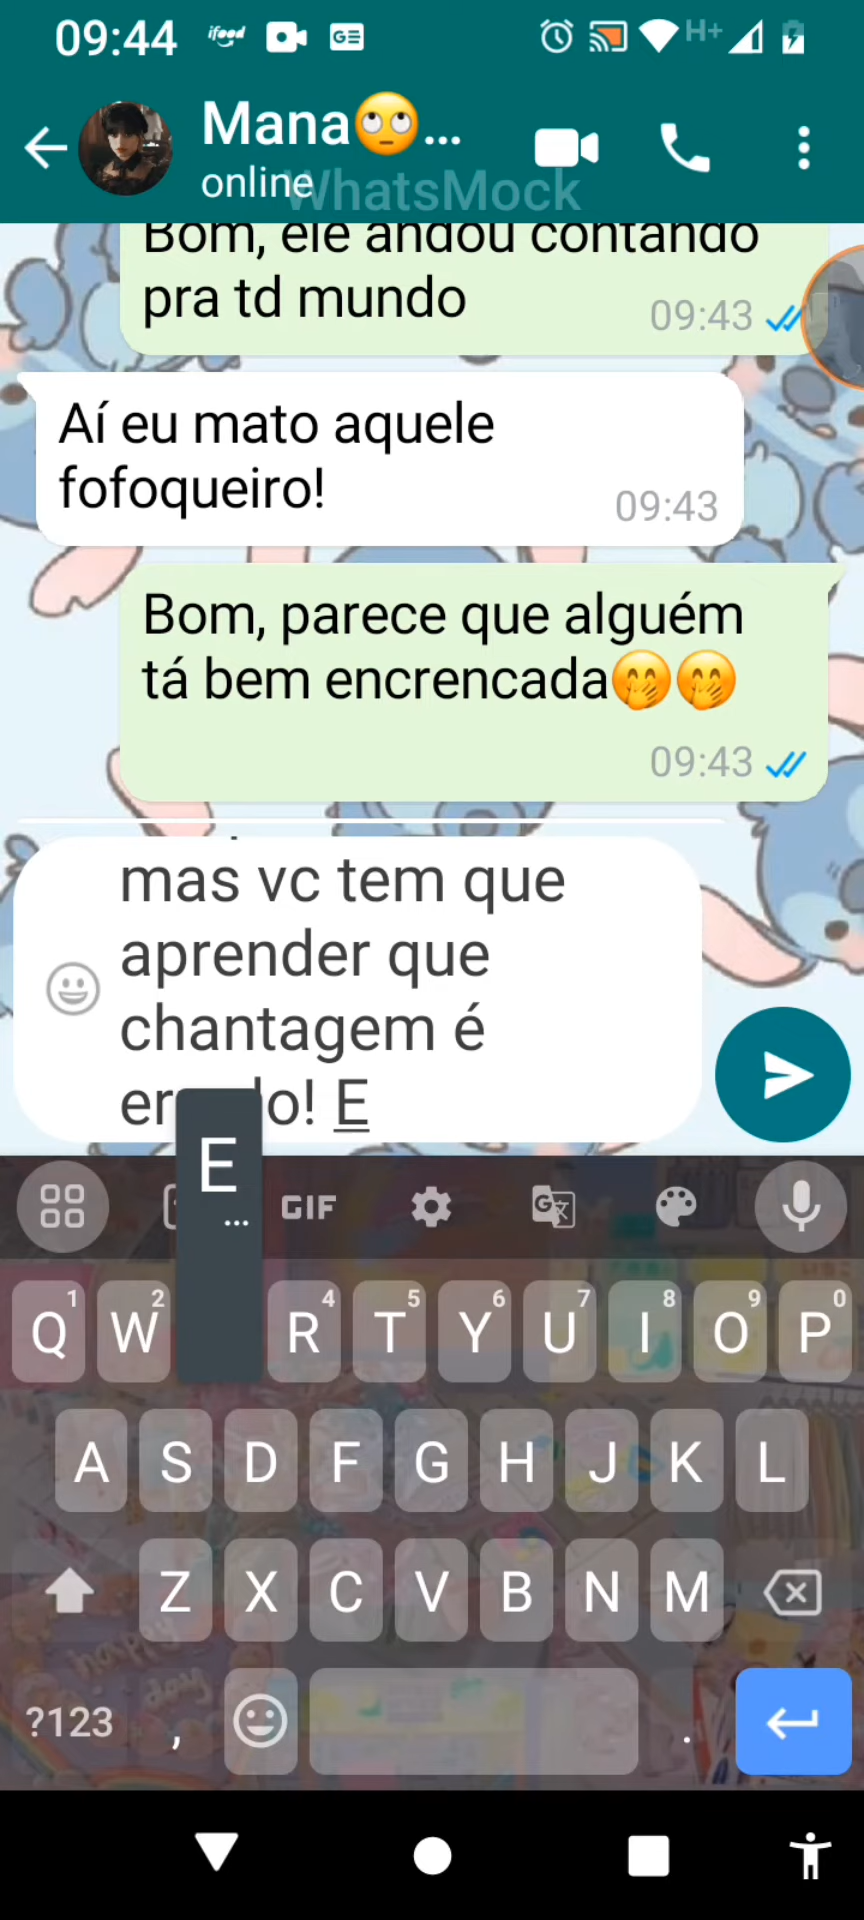 09:44 ifood GE H+
Mana🙄...
online
WhatsMock
Bom, ele andou contando
pra td mundo
09:43
Aí eu mato aquele
fofoqueiro!
09:43
Bom, parece que alguém
tá bem encrencada🤭🤭
09:43
mas vc tem que
aprender que
chantagem é
o! E
E
...
GIF G
1 2 4 5 6 7 8 9 0
Q W R T Y U I O P
A S D F G H J K L
Z X C V B N M
?123 , .